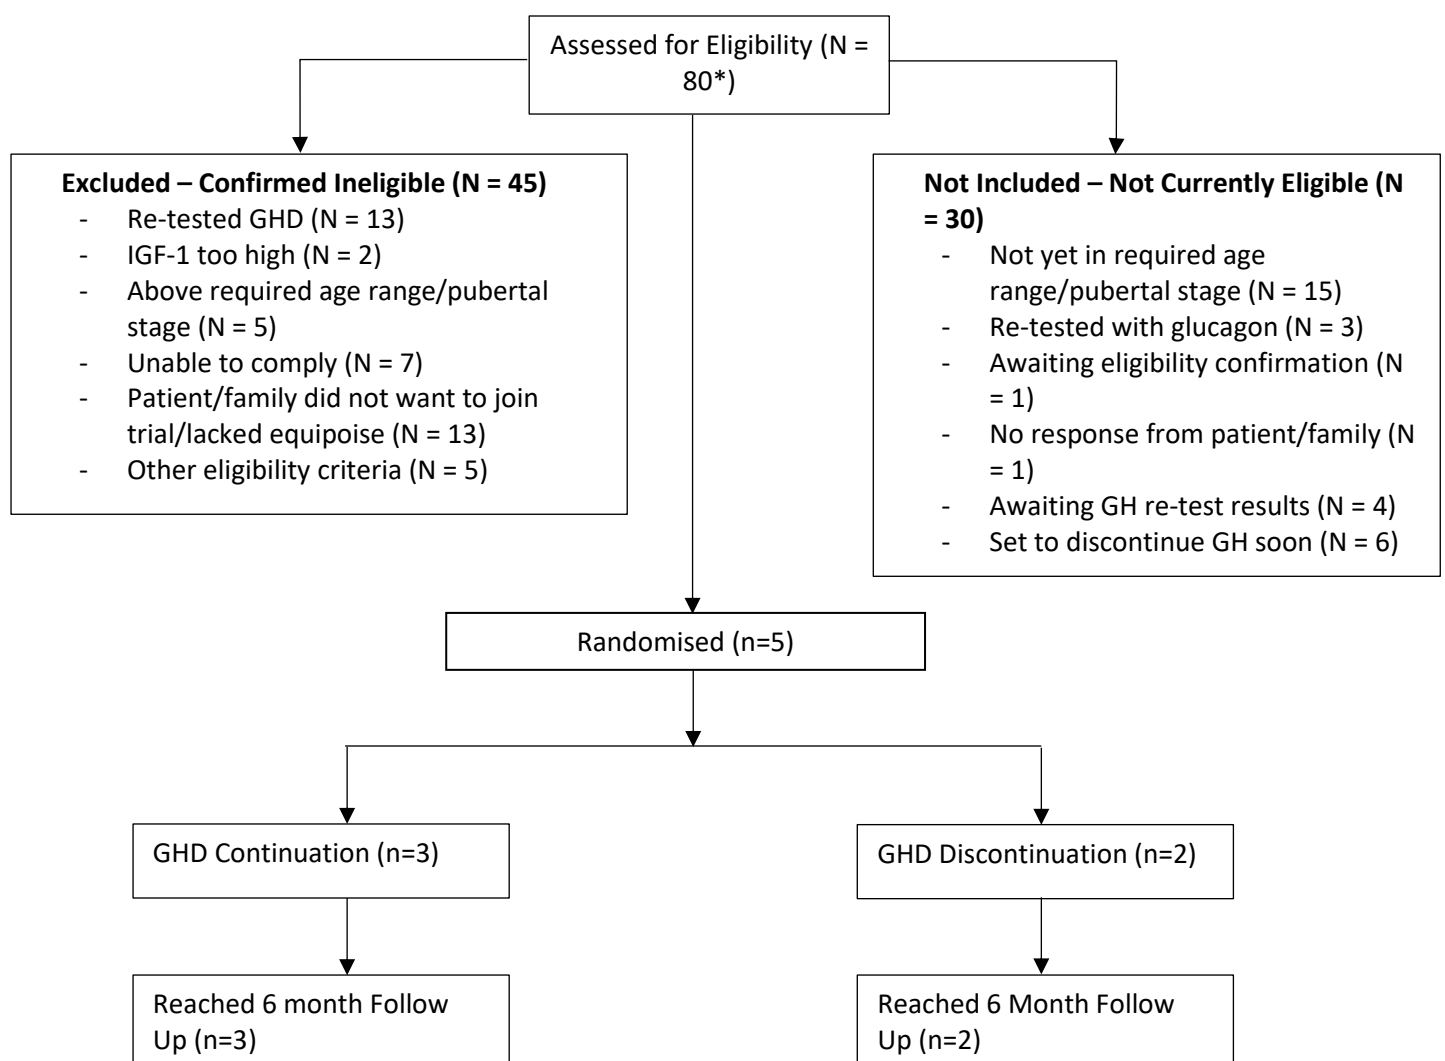 Assessed for Eligibility (N =
80*)
Excluded – Confirmed Ineligible (N = 45)
- Re-tested GHD (N = 13)
- IGF-1 too high (N = 2)
- Above required age range/pubertal
stage (N = 5)
- Unable to comply (N = 7)
- Patient/family did not want to join
trial/lacked equipoise (N = 13)
- Other eligibility criteria (N = 5)
Not Included – Not Currently Eligible (N
= 30)
- Not yet in required age
range/pubertal stage (N = 15)
- Re-tested with glucagon (N = 3)
- Awaiting eligibility confirmation (N
= 1)
- No response from patient/family (N
= 1)
- Awaiting GH re-test results (N = 4)
- Set to discontinue GH soon (N = 6)
Randomised (n=5)
GHD Continuation (n=3)
GHD Discontinuation (n=2)
Reached 6 month Follow
Up (n=3)
Reached 6 Month Follow
Up (n=2)